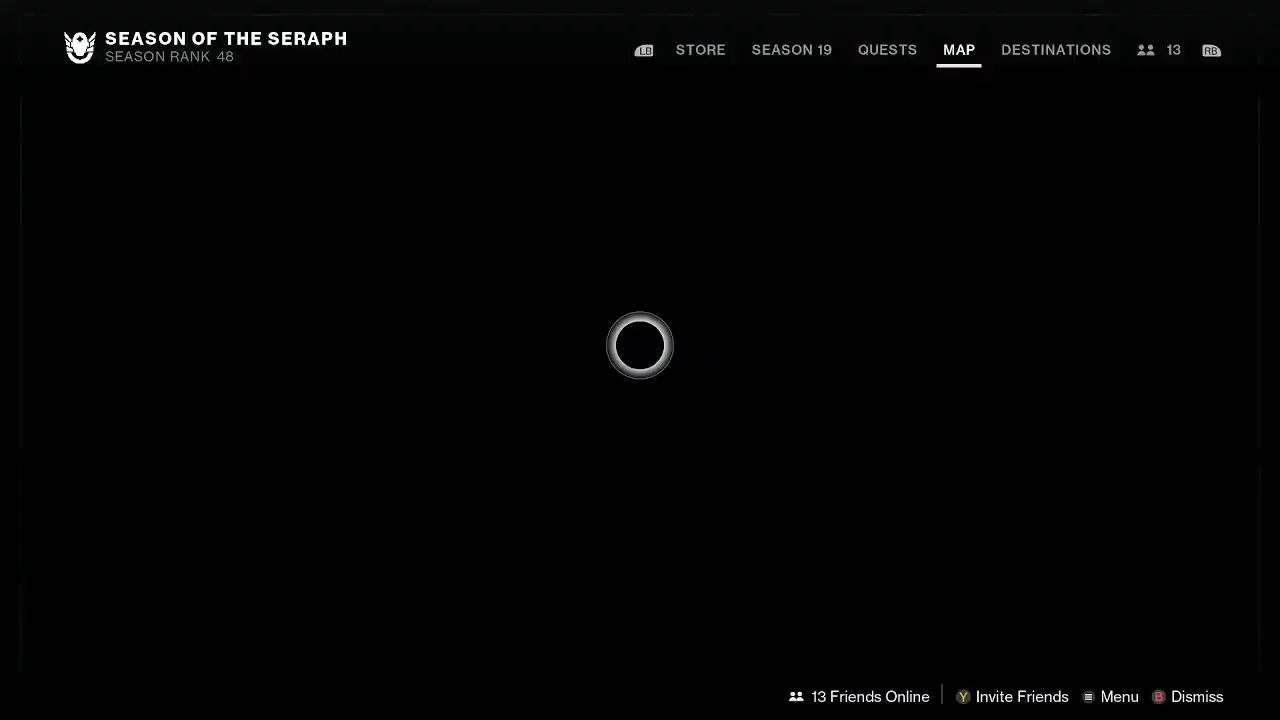 SEASON OF THE SERAPH
SEASON RANK 48
LB STORE SEASON 19 QUESTS MAP DESTINATIONS 13 RB
13 Friends Online Y Invite Friends Menu B Dismiss